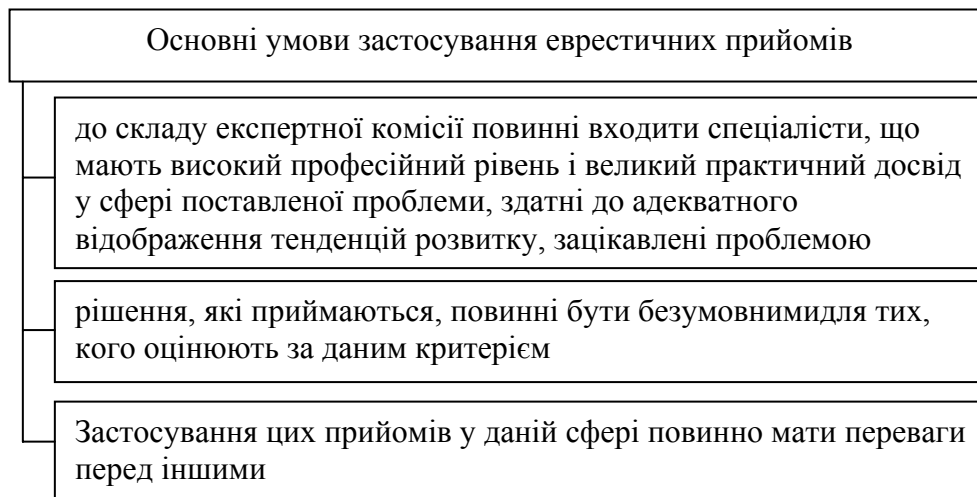 Основні умови застосування еврестичних прийомів
до складу експертної комісії повинні входити спеціалісти, що
мають високий професійний рівень і великий практичний досвід
у сфері поставленої проблеми, здатні до адекватного
відображення тенденцій розвитку, зацікавлені проблемою
рішення, які приймаються, повинні бути безумовнимидля тих,
кого оцінюють за даним критерієм
Застосування цих прийомів у даній сфері повинно мати переваги
перед іншими